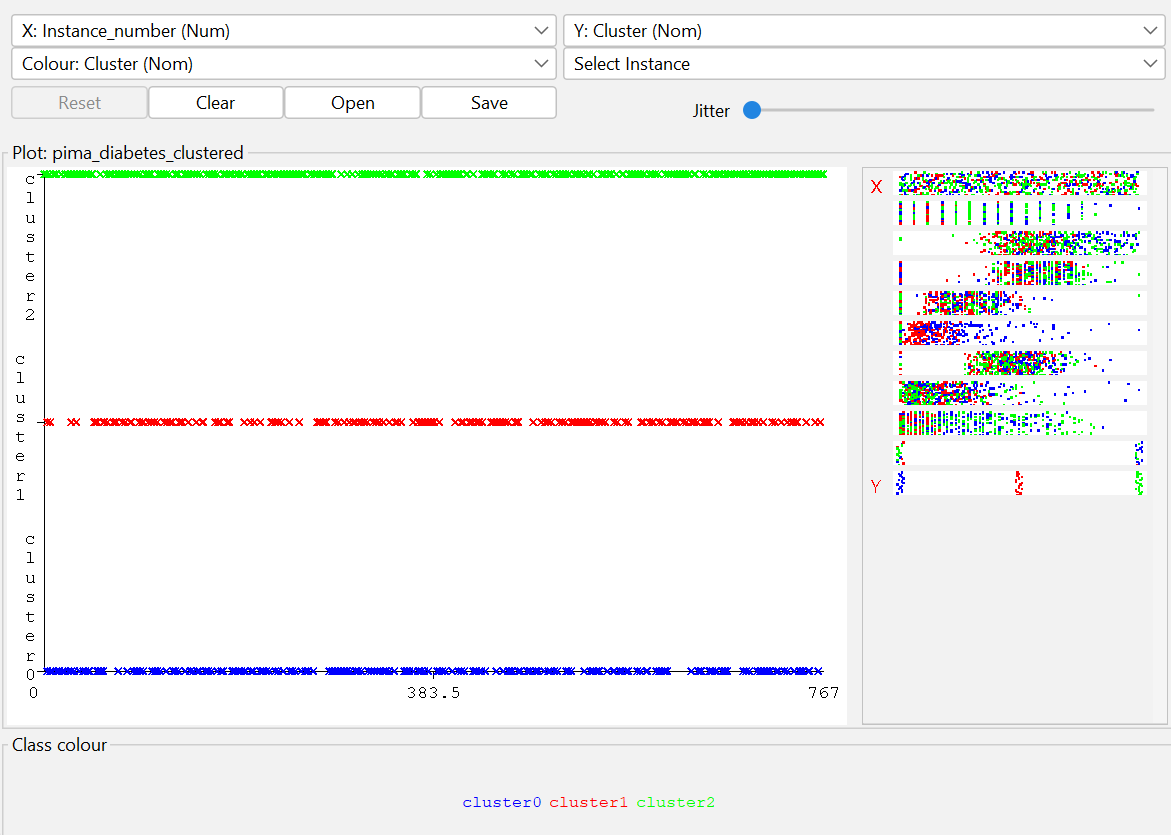 X: Instance_number (Num) Y: Cluster (Nom)
Colour: Cluster (Nom) Select Instance
Reset Clear Open Save Jitter
Plot: pima_diabetes_clustered
cluster2
cluster1
cluster0
0 383.5 767
X
Y
Class colour
cluster0 cluster1 cluster2